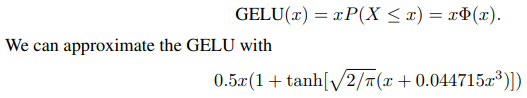 GELU(x) = xP(X ≤ x) = xΦ(x).
We can approximate the GELU with
0.5x(1 + tanh[√2/π(x + 0.044715x³)])